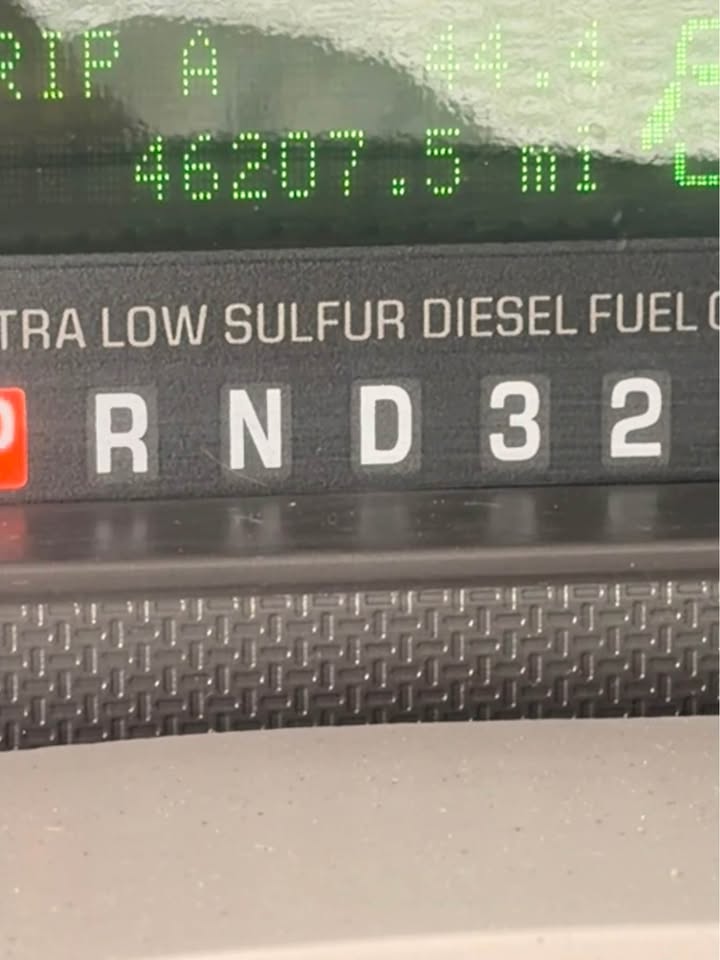 RIP A 44.4 E
46207.5 mi
TRA LOW SULFUR DIESEL FUEL
P R N D 3 2